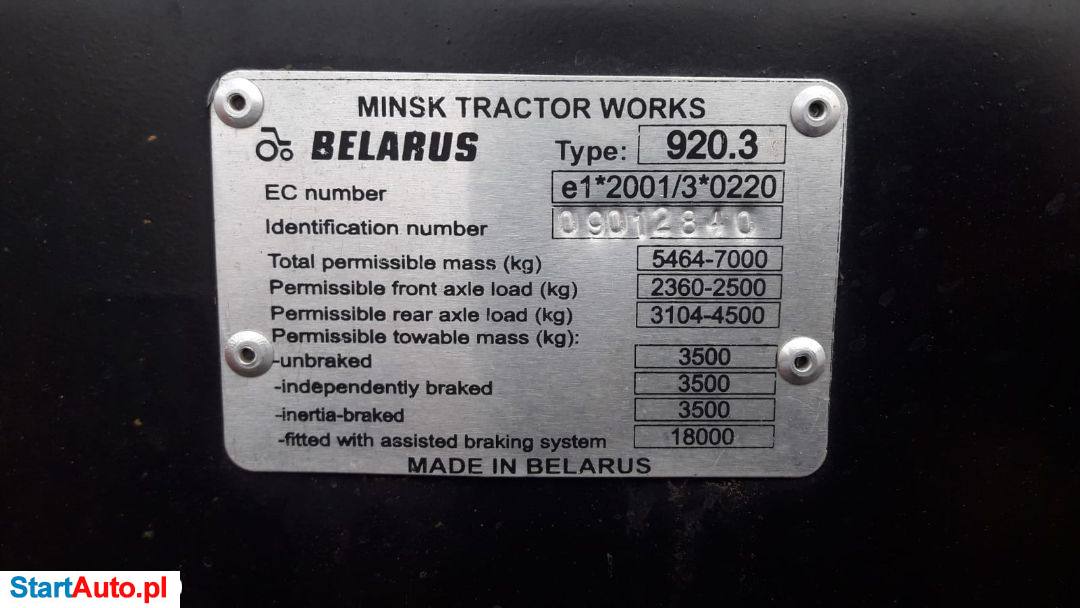 MINSK TRACTOR WORKS
BELARUS Type: 920.3
EC number e1*2001/3*0220
Identification number 09012840
Total permissible mass (kg) 5464-7000
Permissible front axle load (kg) 2360-2500
Permissible rear axle load (kg) 3104-4500
Permissible towable mass (kg):
-unbraked 3500
-independently braked 3500
-inertia-braked 3500
-fitted with assisted braking system 18000
MADE IN BELARUS
StartAuto.pl